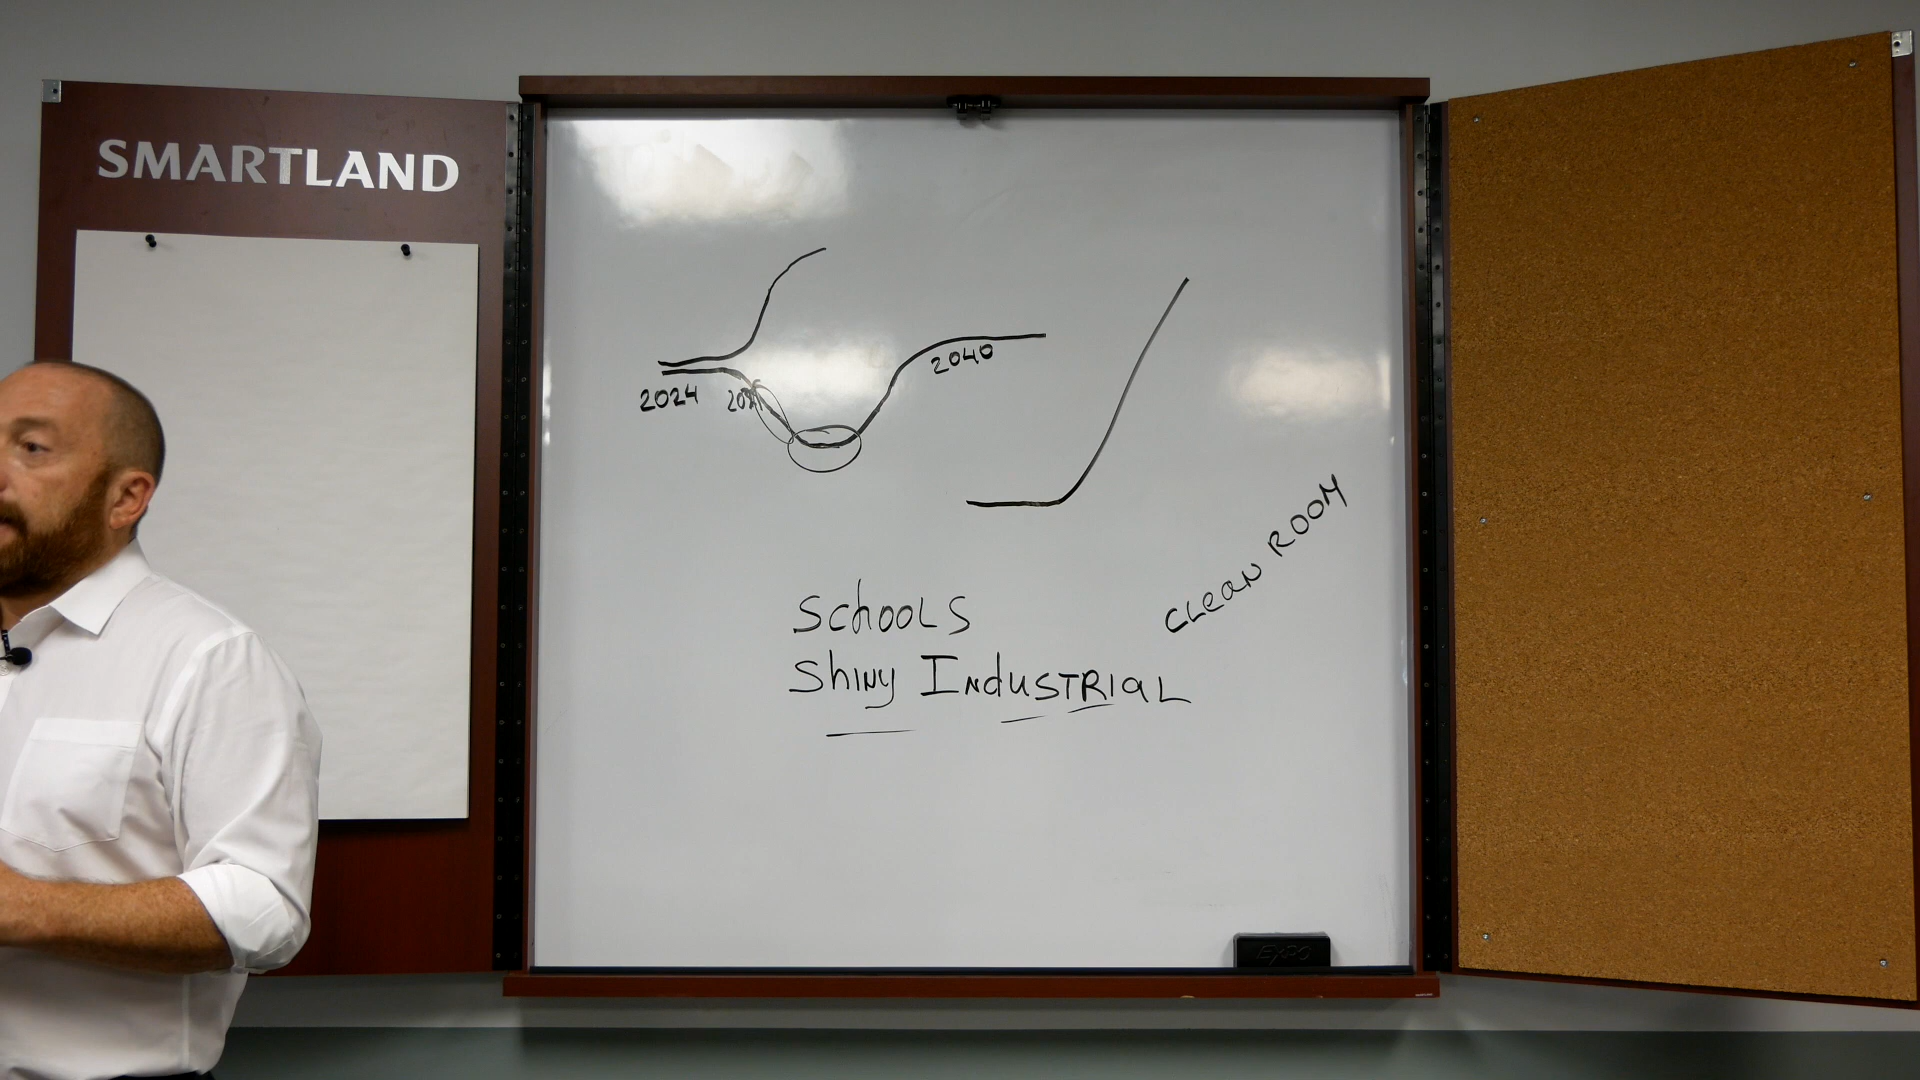 SMARTLAND
2024
2040
SchOOLS
ShiNy INdUSTRIaL
CLeaN ROOM
EXPO